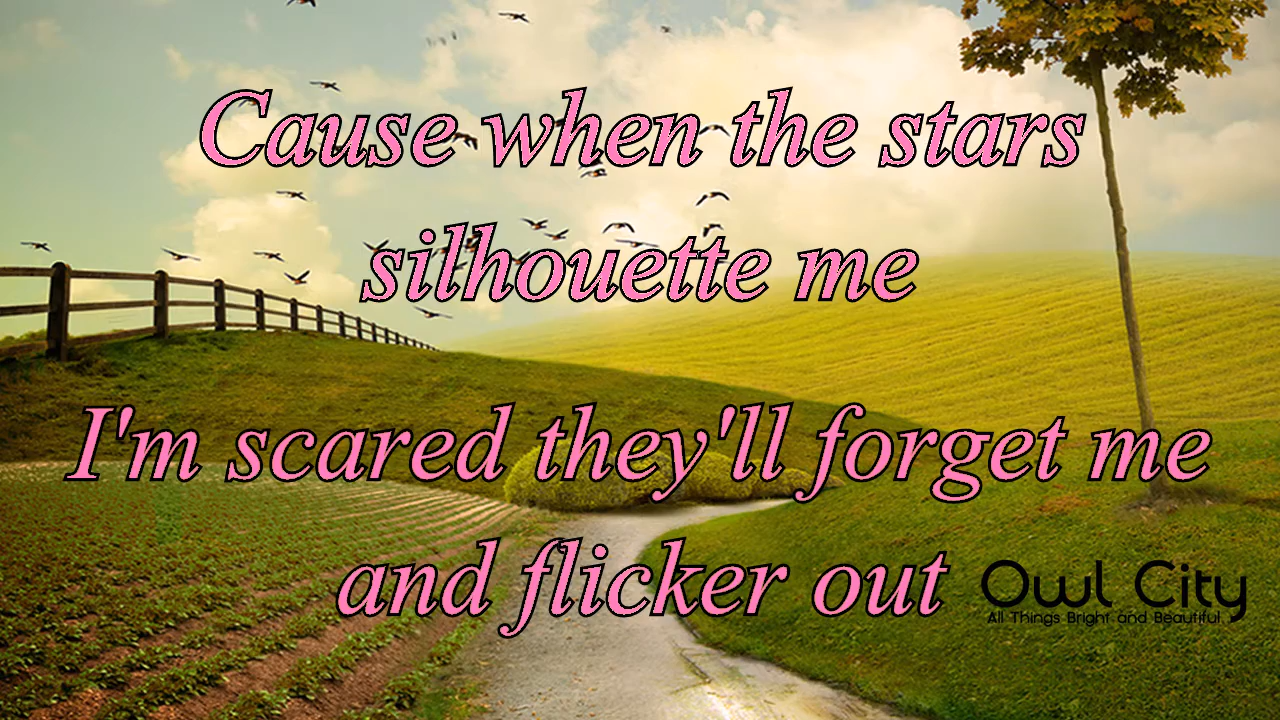 Cause when the stars
silhouette me
I'm scared they'll forget me
and flicker out
Owl City
All Things Bright and Beautiful.